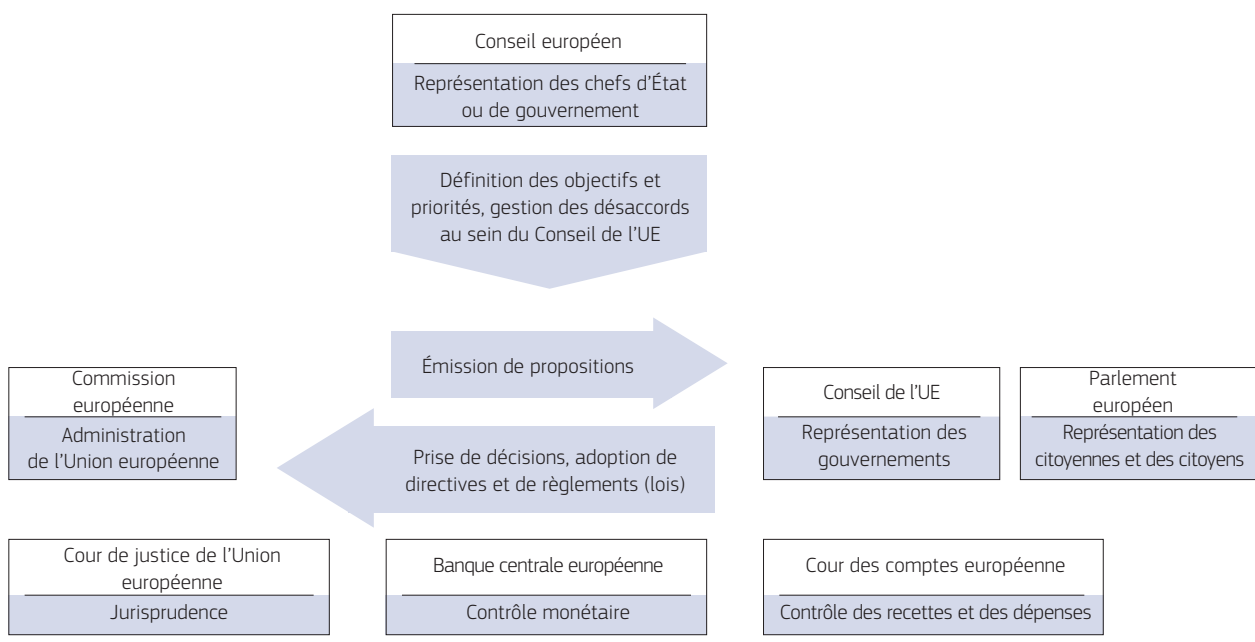 Conseil européen
Représentation des chefs d'État
ou de gouvernement
Définition des objectifs et
priorités, gestion des désaccords
au sein du Conseil de l'UE
Émission de propositions
Commission
européenne
Administration
de l'Union européenne
Conseil de l'UE
Représentation des
gouvernements
Parlement
européen
Représentation des
citoyennes et des citoyens
Prise de décisions, adoption de
directives et de règlements (lois)
Cour de justice de l'Union
européenne
Jurisprudence
Banque centrale européenne
Contrôle monétaire
Cour des comptes européenne
Contrôle des recettes et des dépenses